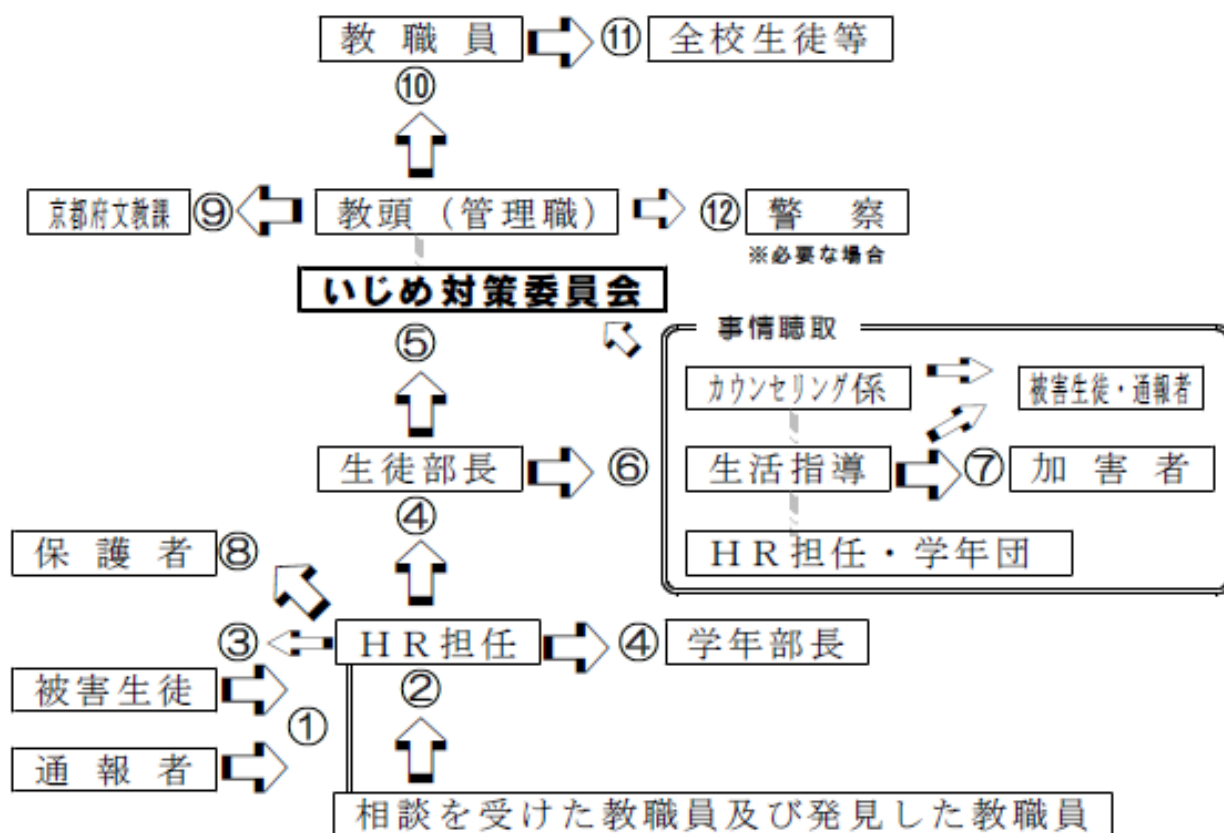 教職員 ⑪ 全校生徒等
⑩
京都府文教課 ⑨ 教頭（管理職） ⑫ 警察
※必要な場合
いじめ対策委員会
事情聴取
⑤
カウンセリング係 被害生徒・通報者
生徒部長 ⑥ 生活指導 ⑦ 加害者
④
保護者 ⑧ HR担任・学年団
③ HR担任 ④ 学年部長
被害生徒 ②
①
通報者
相談を受けた教職員及び発見した教職員